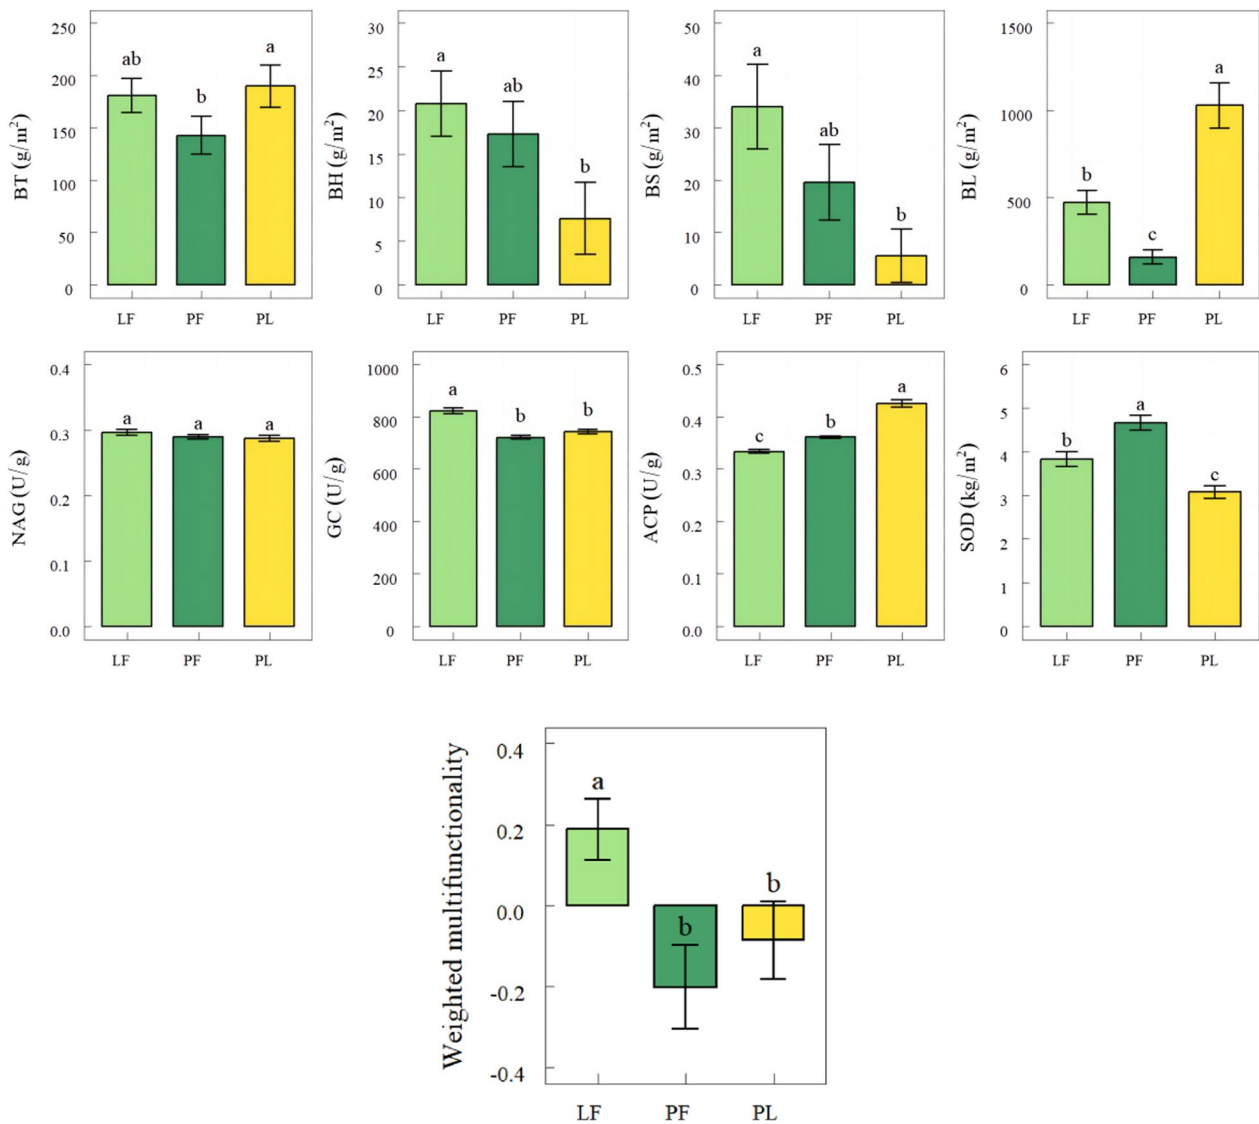 BT (g/m²)
250
200
150
100
50
0
ab
b
a
LF PF PL
BH (g/m²)
30
25
20
15
10
5
0
a
ab
b
LF PF PL
BS (g/m²)
50
40
30
20
10
0
a
ab
b
LF PF PL
BL (g/m²)
1500
1000
500
0
b
c
a
LF PF PL
NAG (U/g)
0.4
0.3
0.2
0.1
0.0
a
a
a
LF PF PL
GC (U/g)
1000
800
600
400
200
0
a
b
b
LF PF PL
ACP (U/g)
0.5
0.4
0.3
0.2
0.1
0.0
c
b
a
LF PF PL
SOD (kg/m²)
6
5
4
3
2
1
0
b
a
c
LF PF PL
Weighted multifunctionality
0.4
0.2
0.0
-0.2
-0.4
a
b
b
LF PF PL